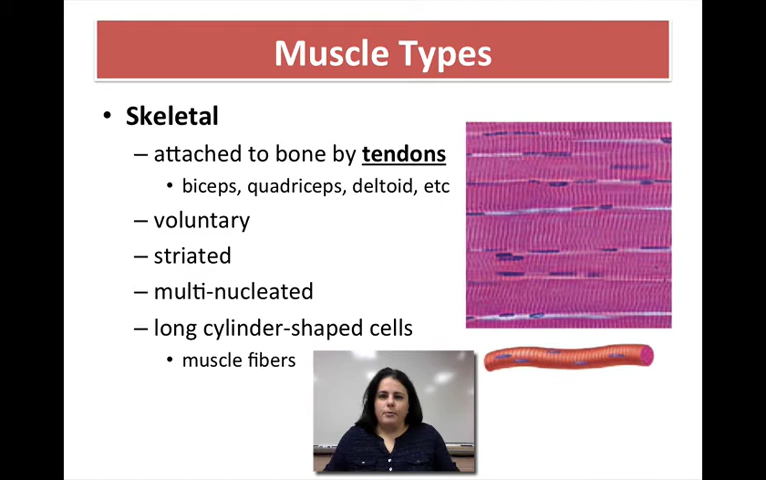 Muscle Types
• Skeletal
– attached to bone by tendons
• biceps, quadriceps, deltoid, etc
– voluntary
– striated
– multi-nucleated
– long cylinder-shaped cells
• muscle fibers